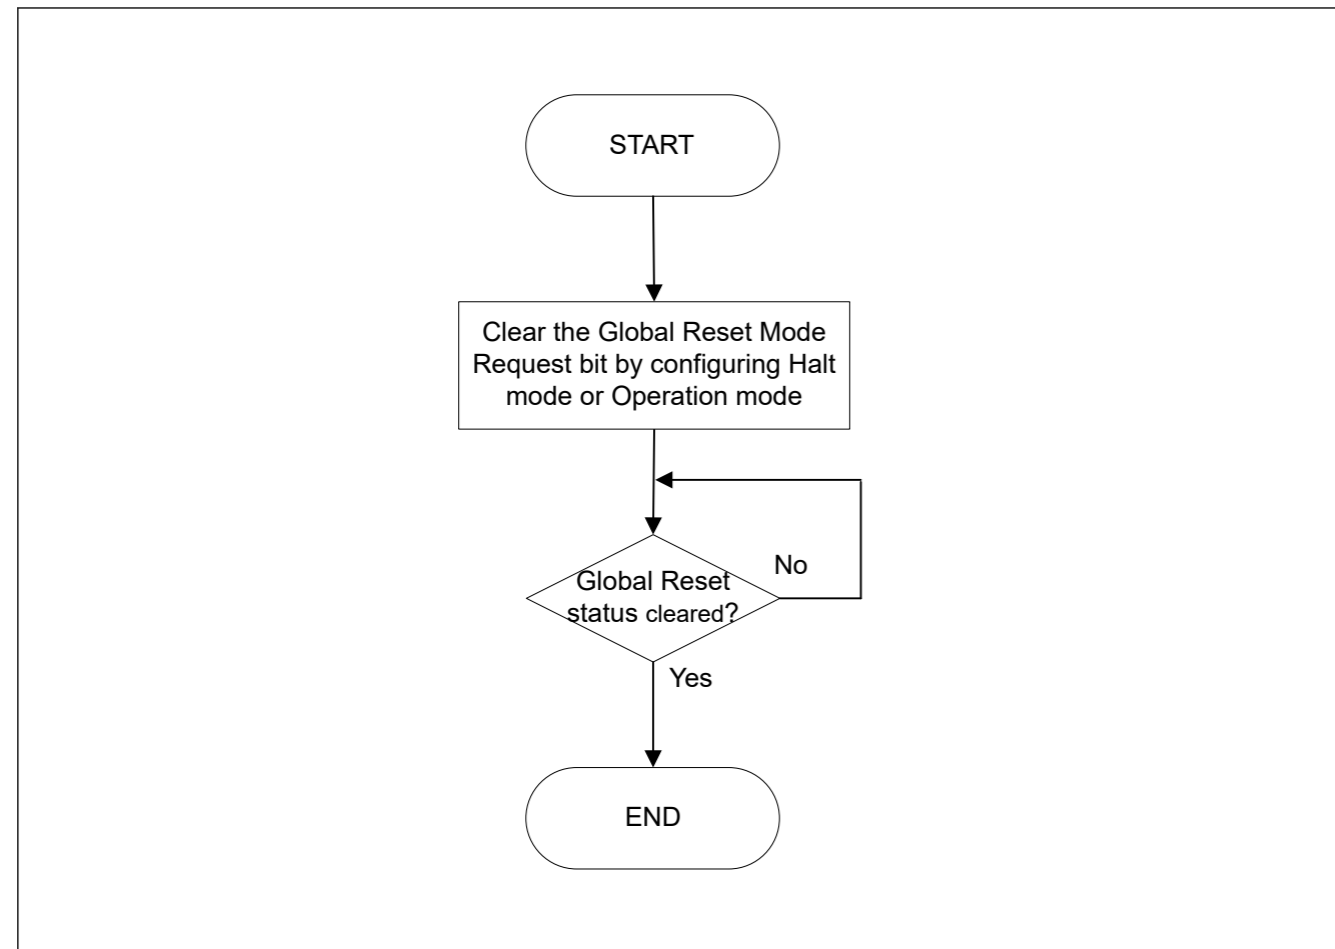 START
Clear the Global Reset Mode
Request bit by configuring Halt
mode or Operation mode
No
Global Reset
status cleared?
Yes
END